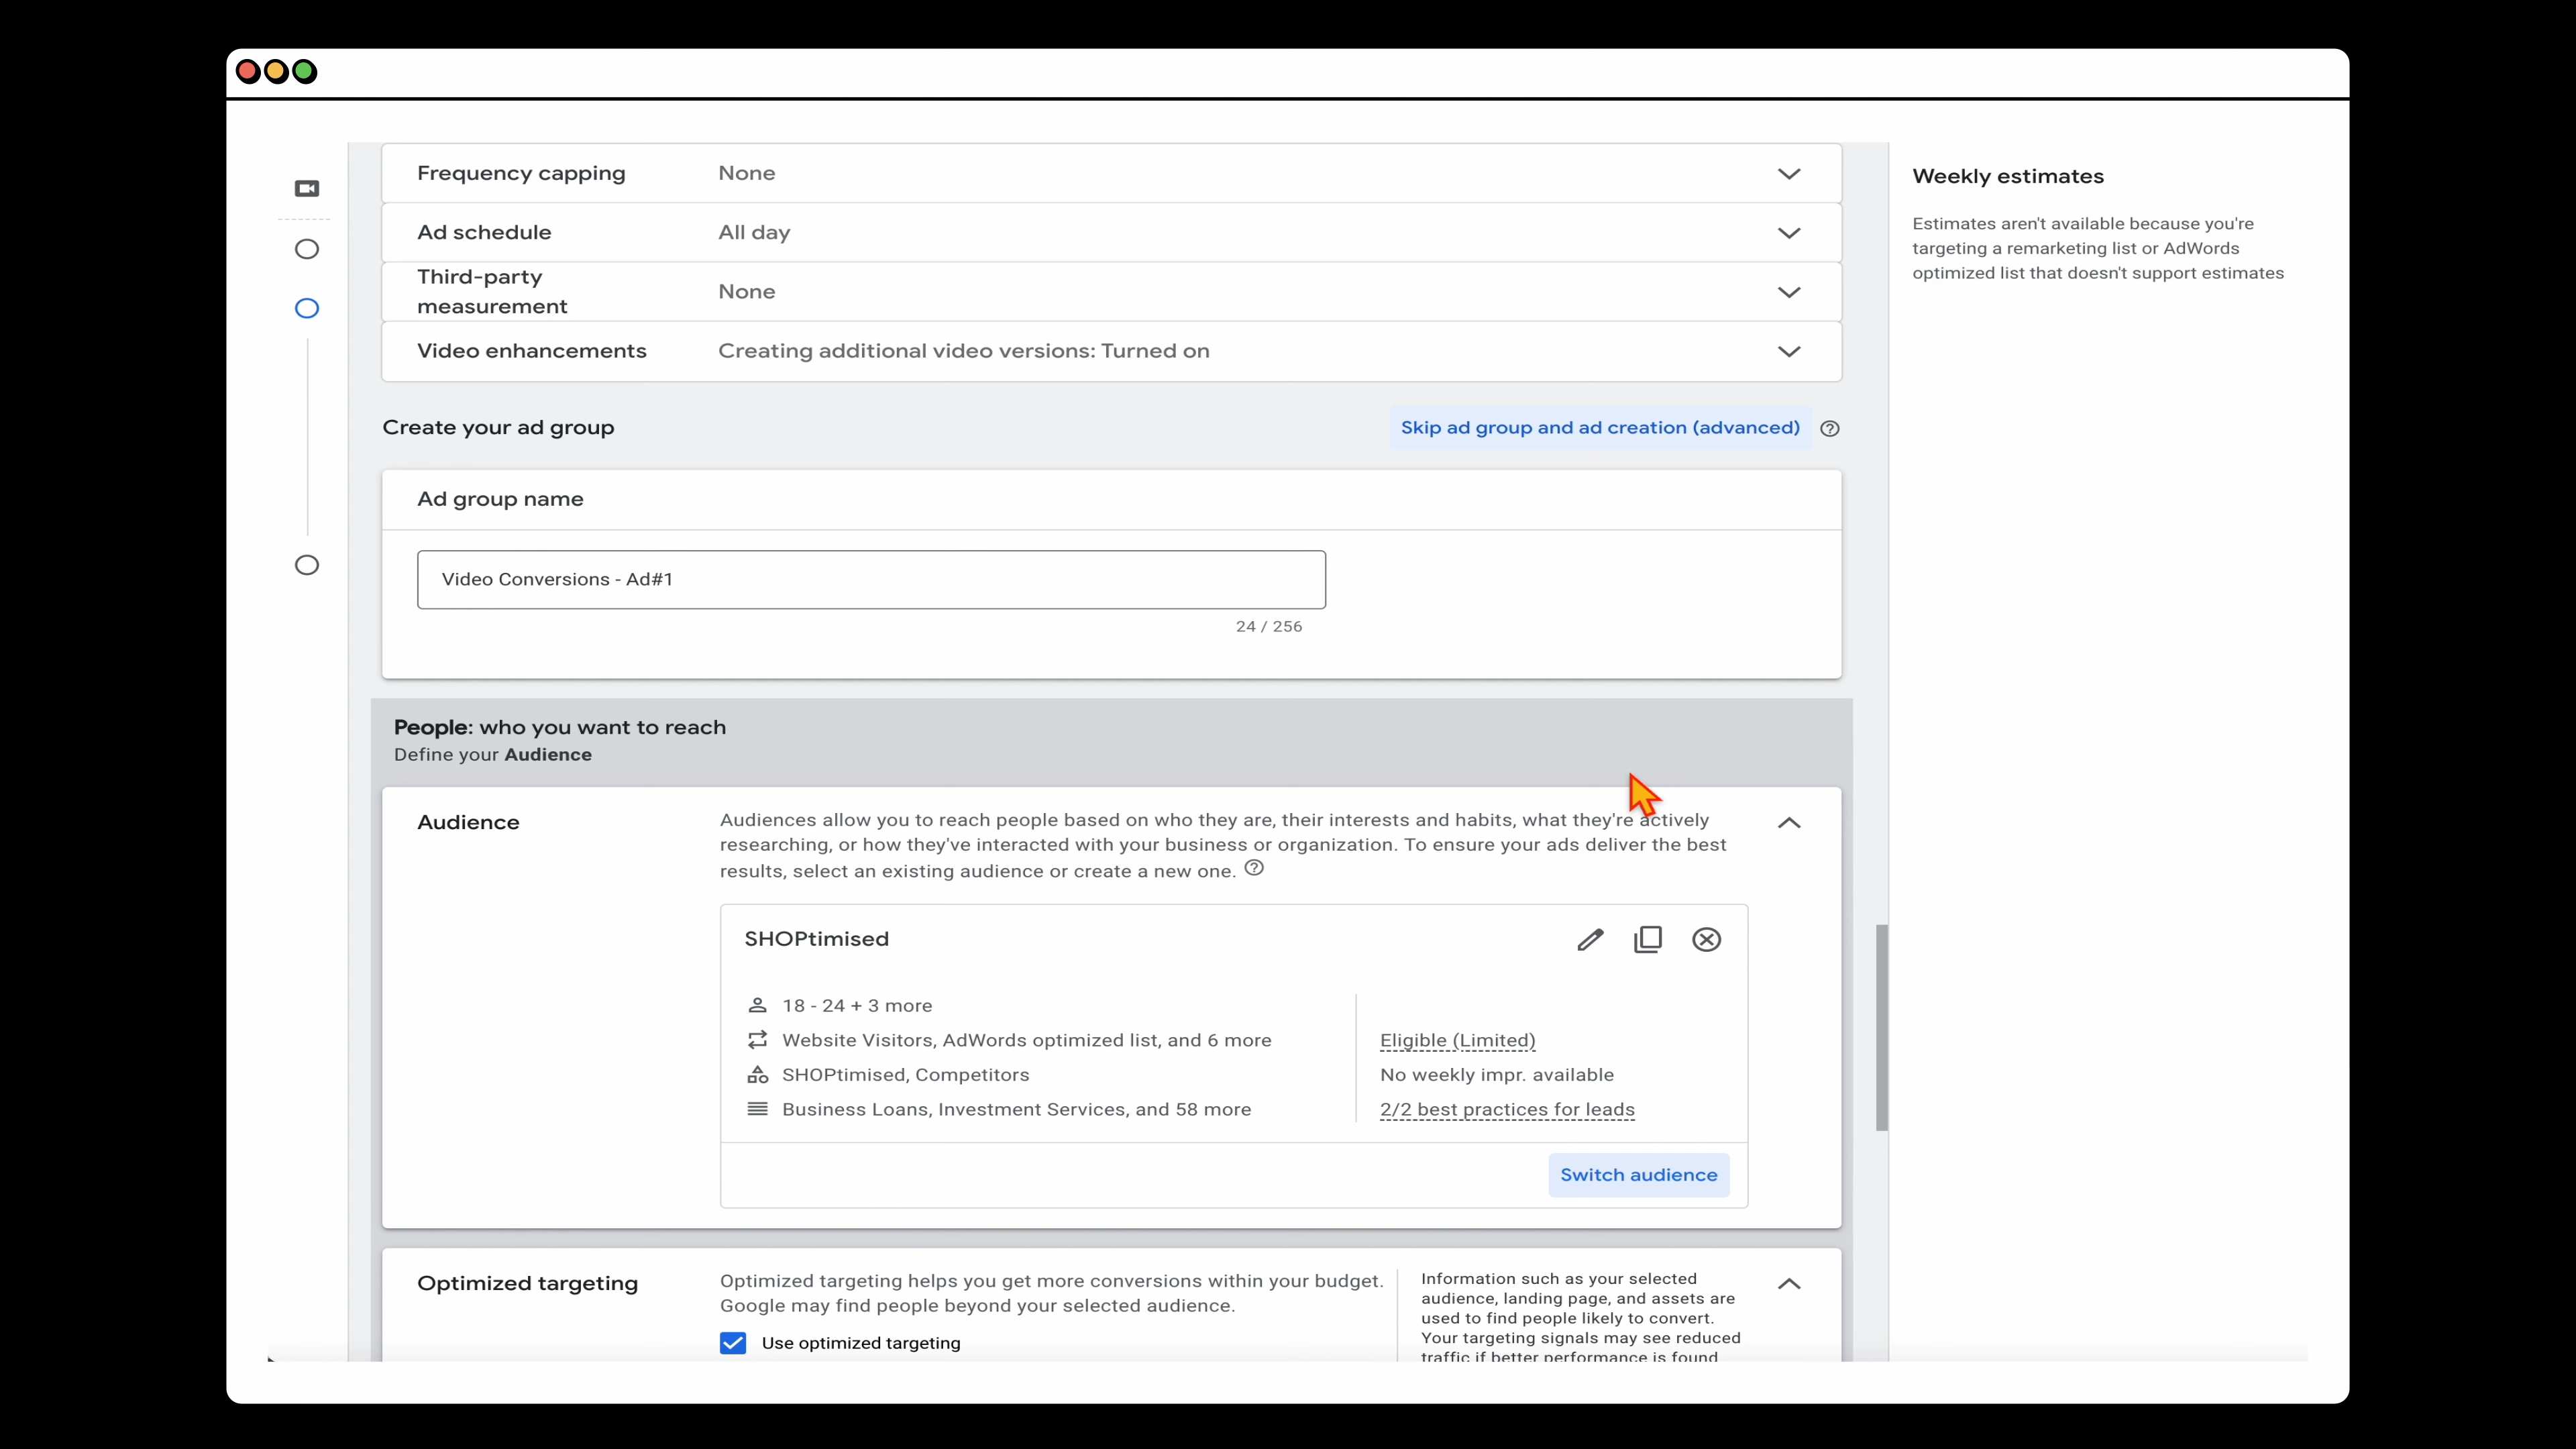 Frequency capping
None
Ad schedule
All day
Third-party
measurement
None
Video enhancements
Creating additional video versions: Turned on
Create your ad group
Skip ad group and ad creation (advanced)
Ad group name
Video Conversions - Ad#1
24 / 256
People: who you want to reach
Define your Audience
Audience
Audiences allow you to reach people based on who they are, their interests and habits, what they're actively
researching, or how they've interacted with your business or organization. To ensure your ads deliver the best
results, select an existing audience or create a new one.
SHOPtimised
18 - 24 + 3 more
Website Visitors, AdWords optimized list, and 6 more
SHOPtimised, Competitors
Business Loans, Investment Services, and 58 more
Eligible (Limited)
No weekly impr. available
2/2 best practices for leads
Switch audience
Optimized targeting
Optimized targeting helps you get more conversions within your budget.
Google may find people beyond your selected audience.
Use optimized targeting
Information such as your selected
audience, landing page, and assets are
used to find people likely to convert.
Your targeting signals may see reduced
traffic if better performance is found
Weekly estimates
Estimates aren't available because you're
targeting a remarketing list or AdWords
optimized list that doesn't support estimates